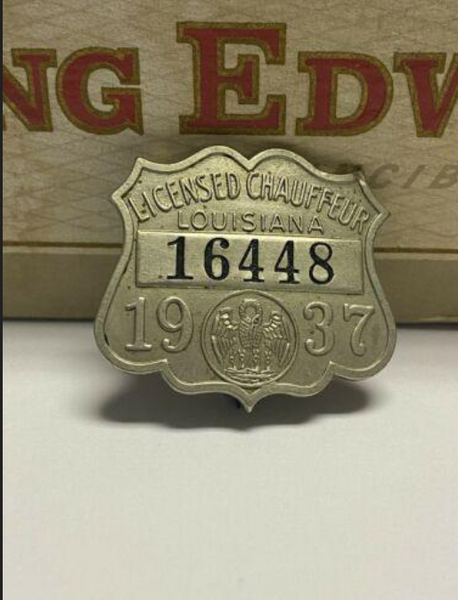 NG EDW
LICENSED CHAUFFEUR
LOUISIANA
16448
19 37